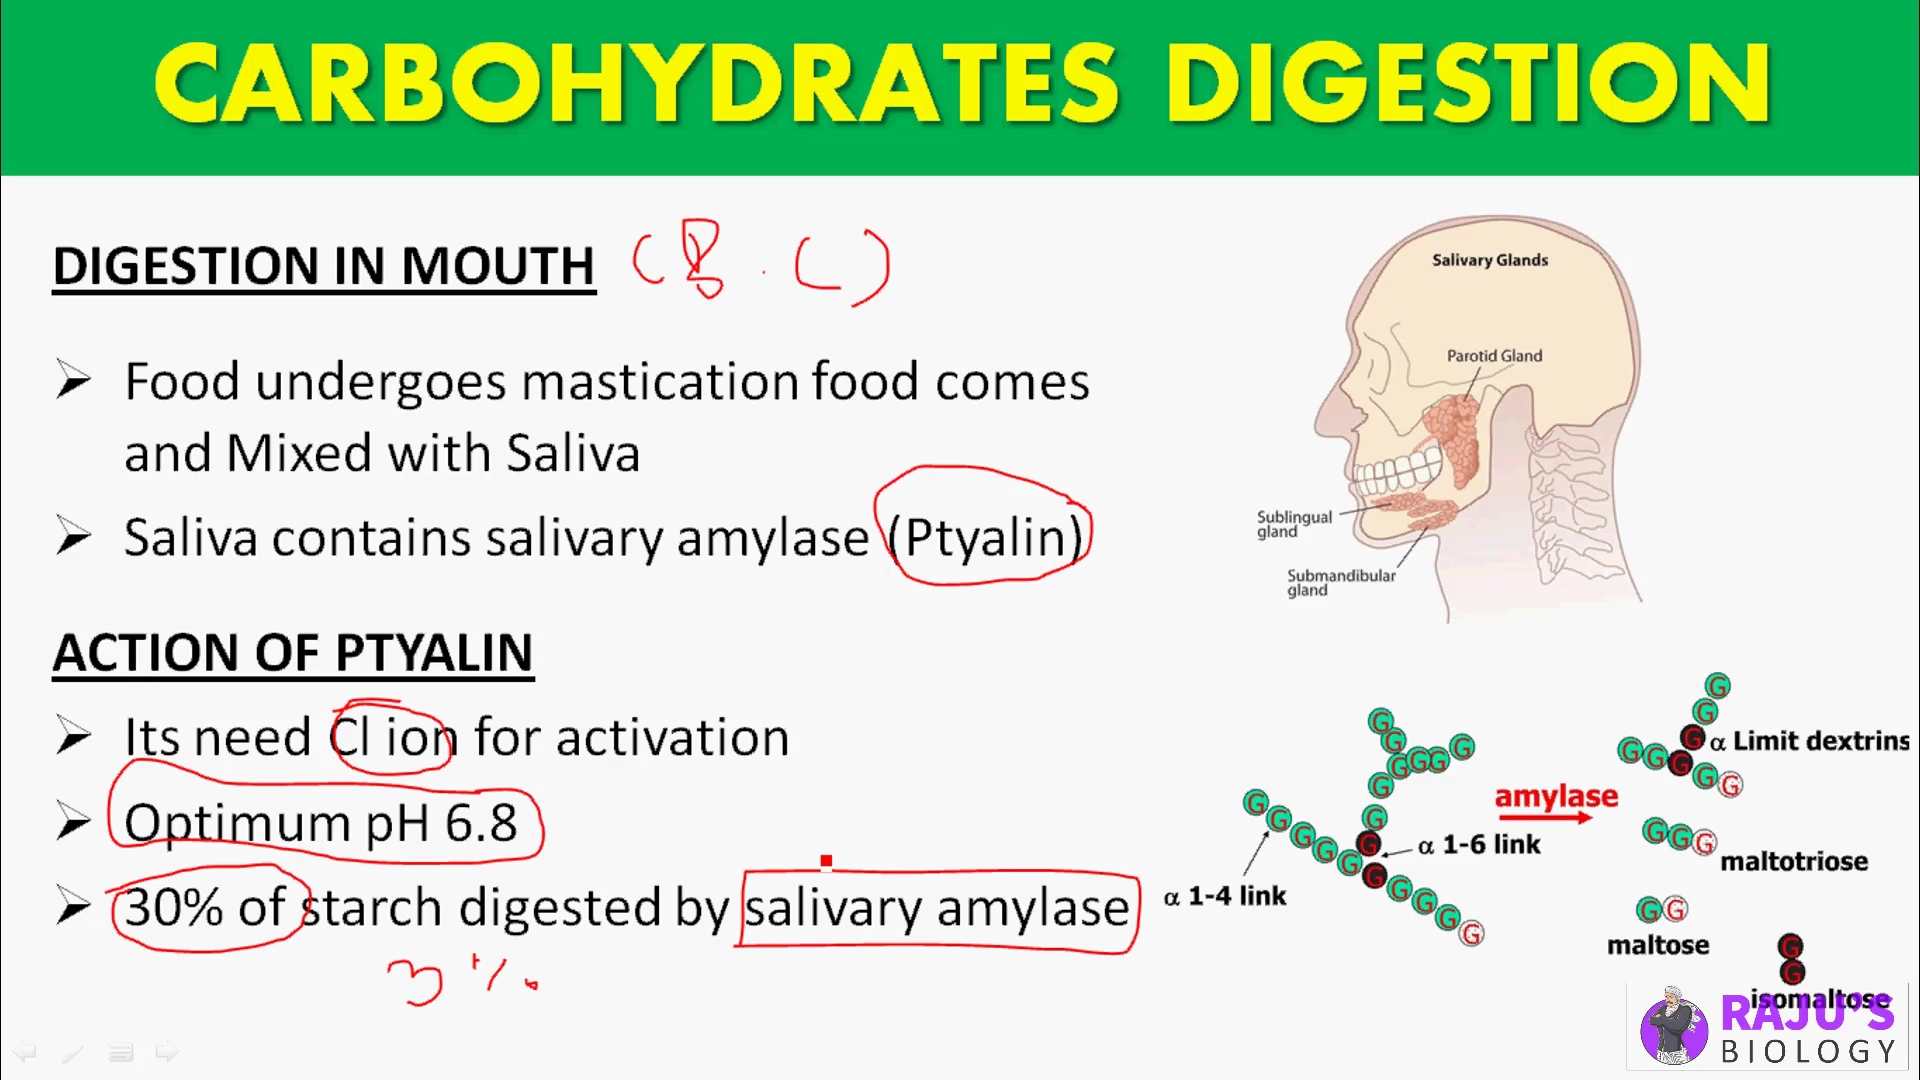 CARBOHYDRATES DIGESTION
DIGESTION IN MOUTH (B.C)
➢ Food undergoes mastication food comes
and Mixed with Saliva
➢ Saliva contains salivary amylase (Ptyalin)
ACTION OF PTYALIN
➢ Its need Cl ion for activation
➢ Optimum pH 6.8
➢ 30% of starch digested by salivary amylase
3 %
Salivary Glands
Parotid Gland
Sublingual
gland
Submandibular
gland
G G G G G G G G G G G G G G G G G G
α 1-4 link
α 1-6 link
amylase
G G G G G G G G
α Limit dextrins
G G G
maltotriose
G G
maltose
G
G
isomaltose
RAJU'S
BIOLOGY